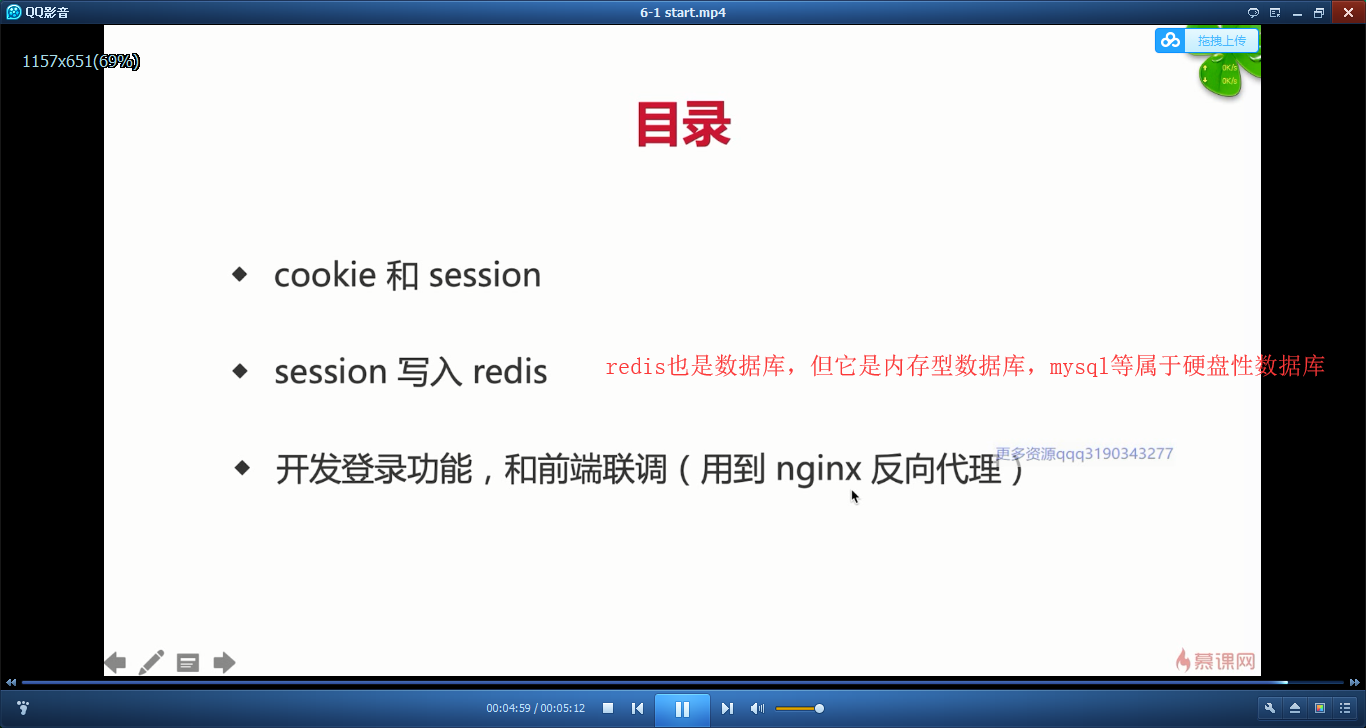 QQ影音
6-1 start.mp4
1157x651(69%)
拖拽上传
0K/s
0K/s
目录
cookie 和 session
session 写入 redis
redis也是数据库，但它是内存型数据库，mysql等属于硬盘性数据库
更多资源qqq3190343277
开发登录功能，和前端联调（用到 nginx 反向代理）
慕课网
00:04:59 / 00:05:12